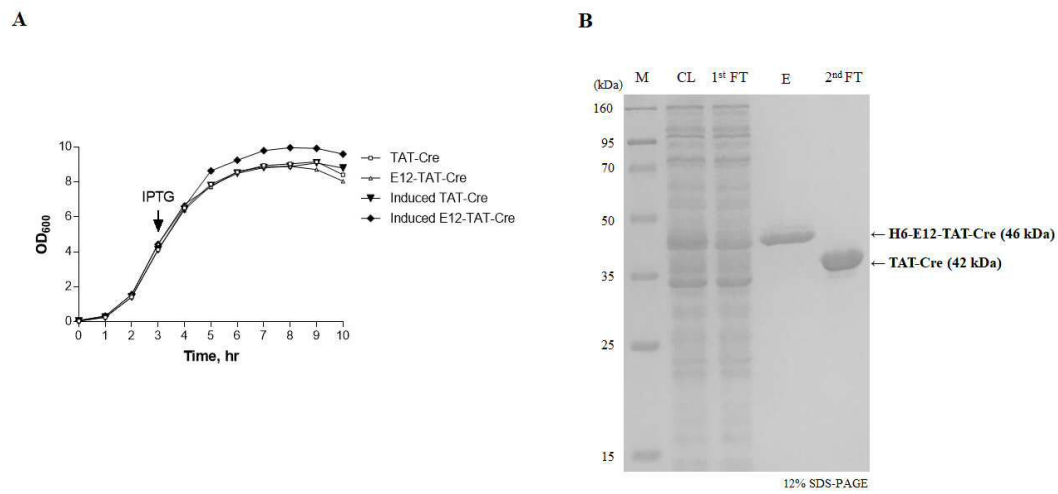 A
10
8
6
4
2
0
OD600
IPTG
0 1 2 3 4 5 6 7 8 9 10
Time, hr
TAT-Cre
E12-TAT-Cre
Induced TAT-Cre
Induced E12-TAT-Cre
B
(kDa) M CL 1st FT E 2nd FT
160
95
70
50
35
25
15
← H6-E12-TAT-Cre (46 kDa)
← TAT-Cre (42 kDa)
12% SDS-PAGE